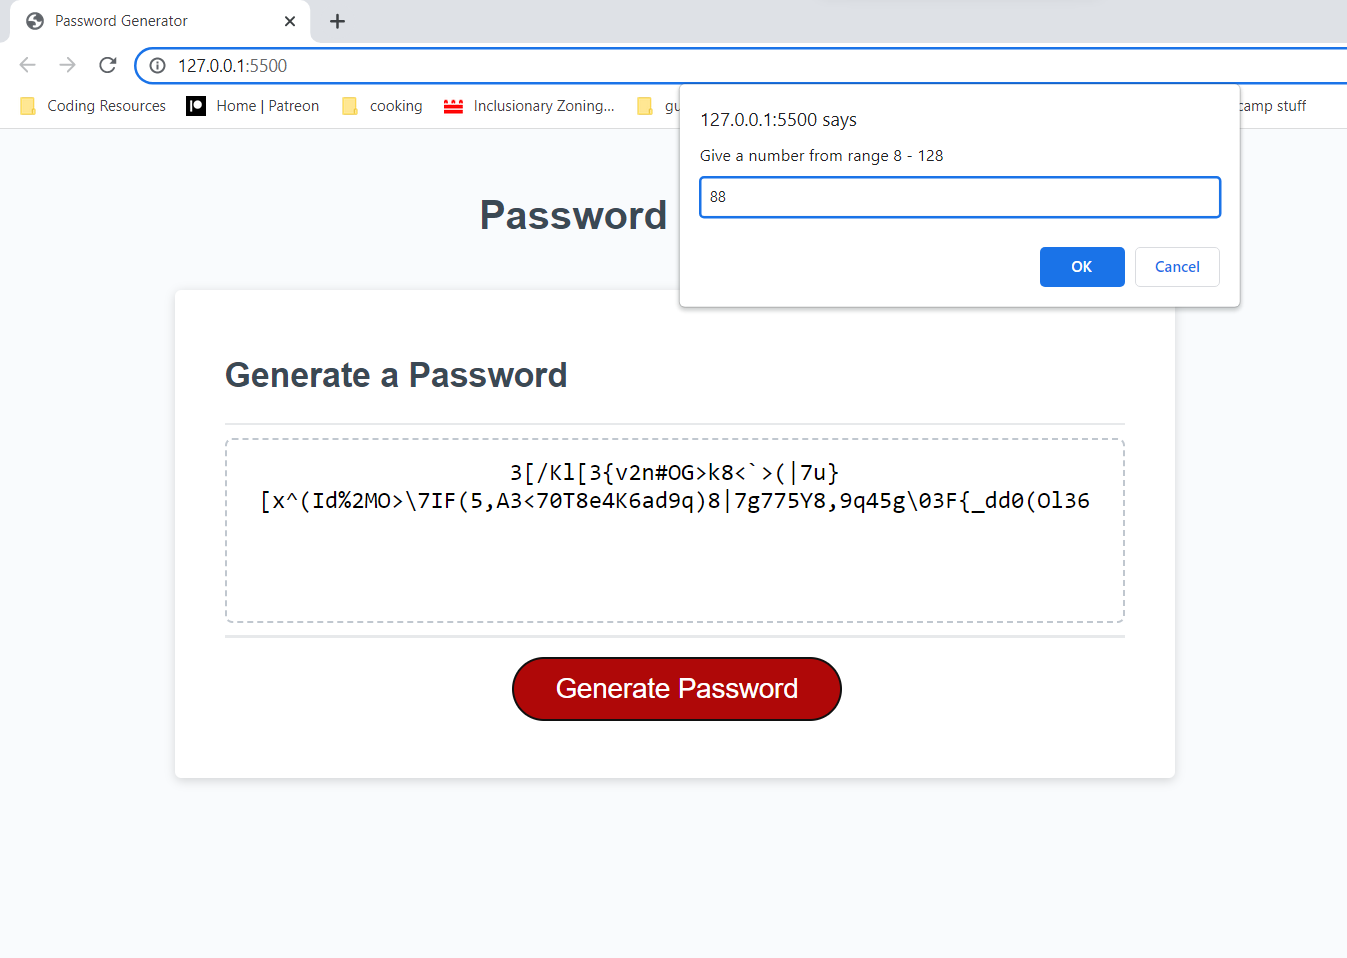 Password Generator
127.0.0.1:5500
Coding Resources Home | Patreon cooking Inclusionary Zoning... gu camp stuff
127.0.0.1:5500 says
Give a number from range 8 - 128
88
OK Cancel
Password
Generate a Password
3[/Kl[3{v2n#OG>k8<`>(|7u}
[x^(Id%2MO>\7IF(5,A3<70T8e4K6ad9q)8|7g775Y8,9q45g\03F{_dd0(Ol36
Generate Password